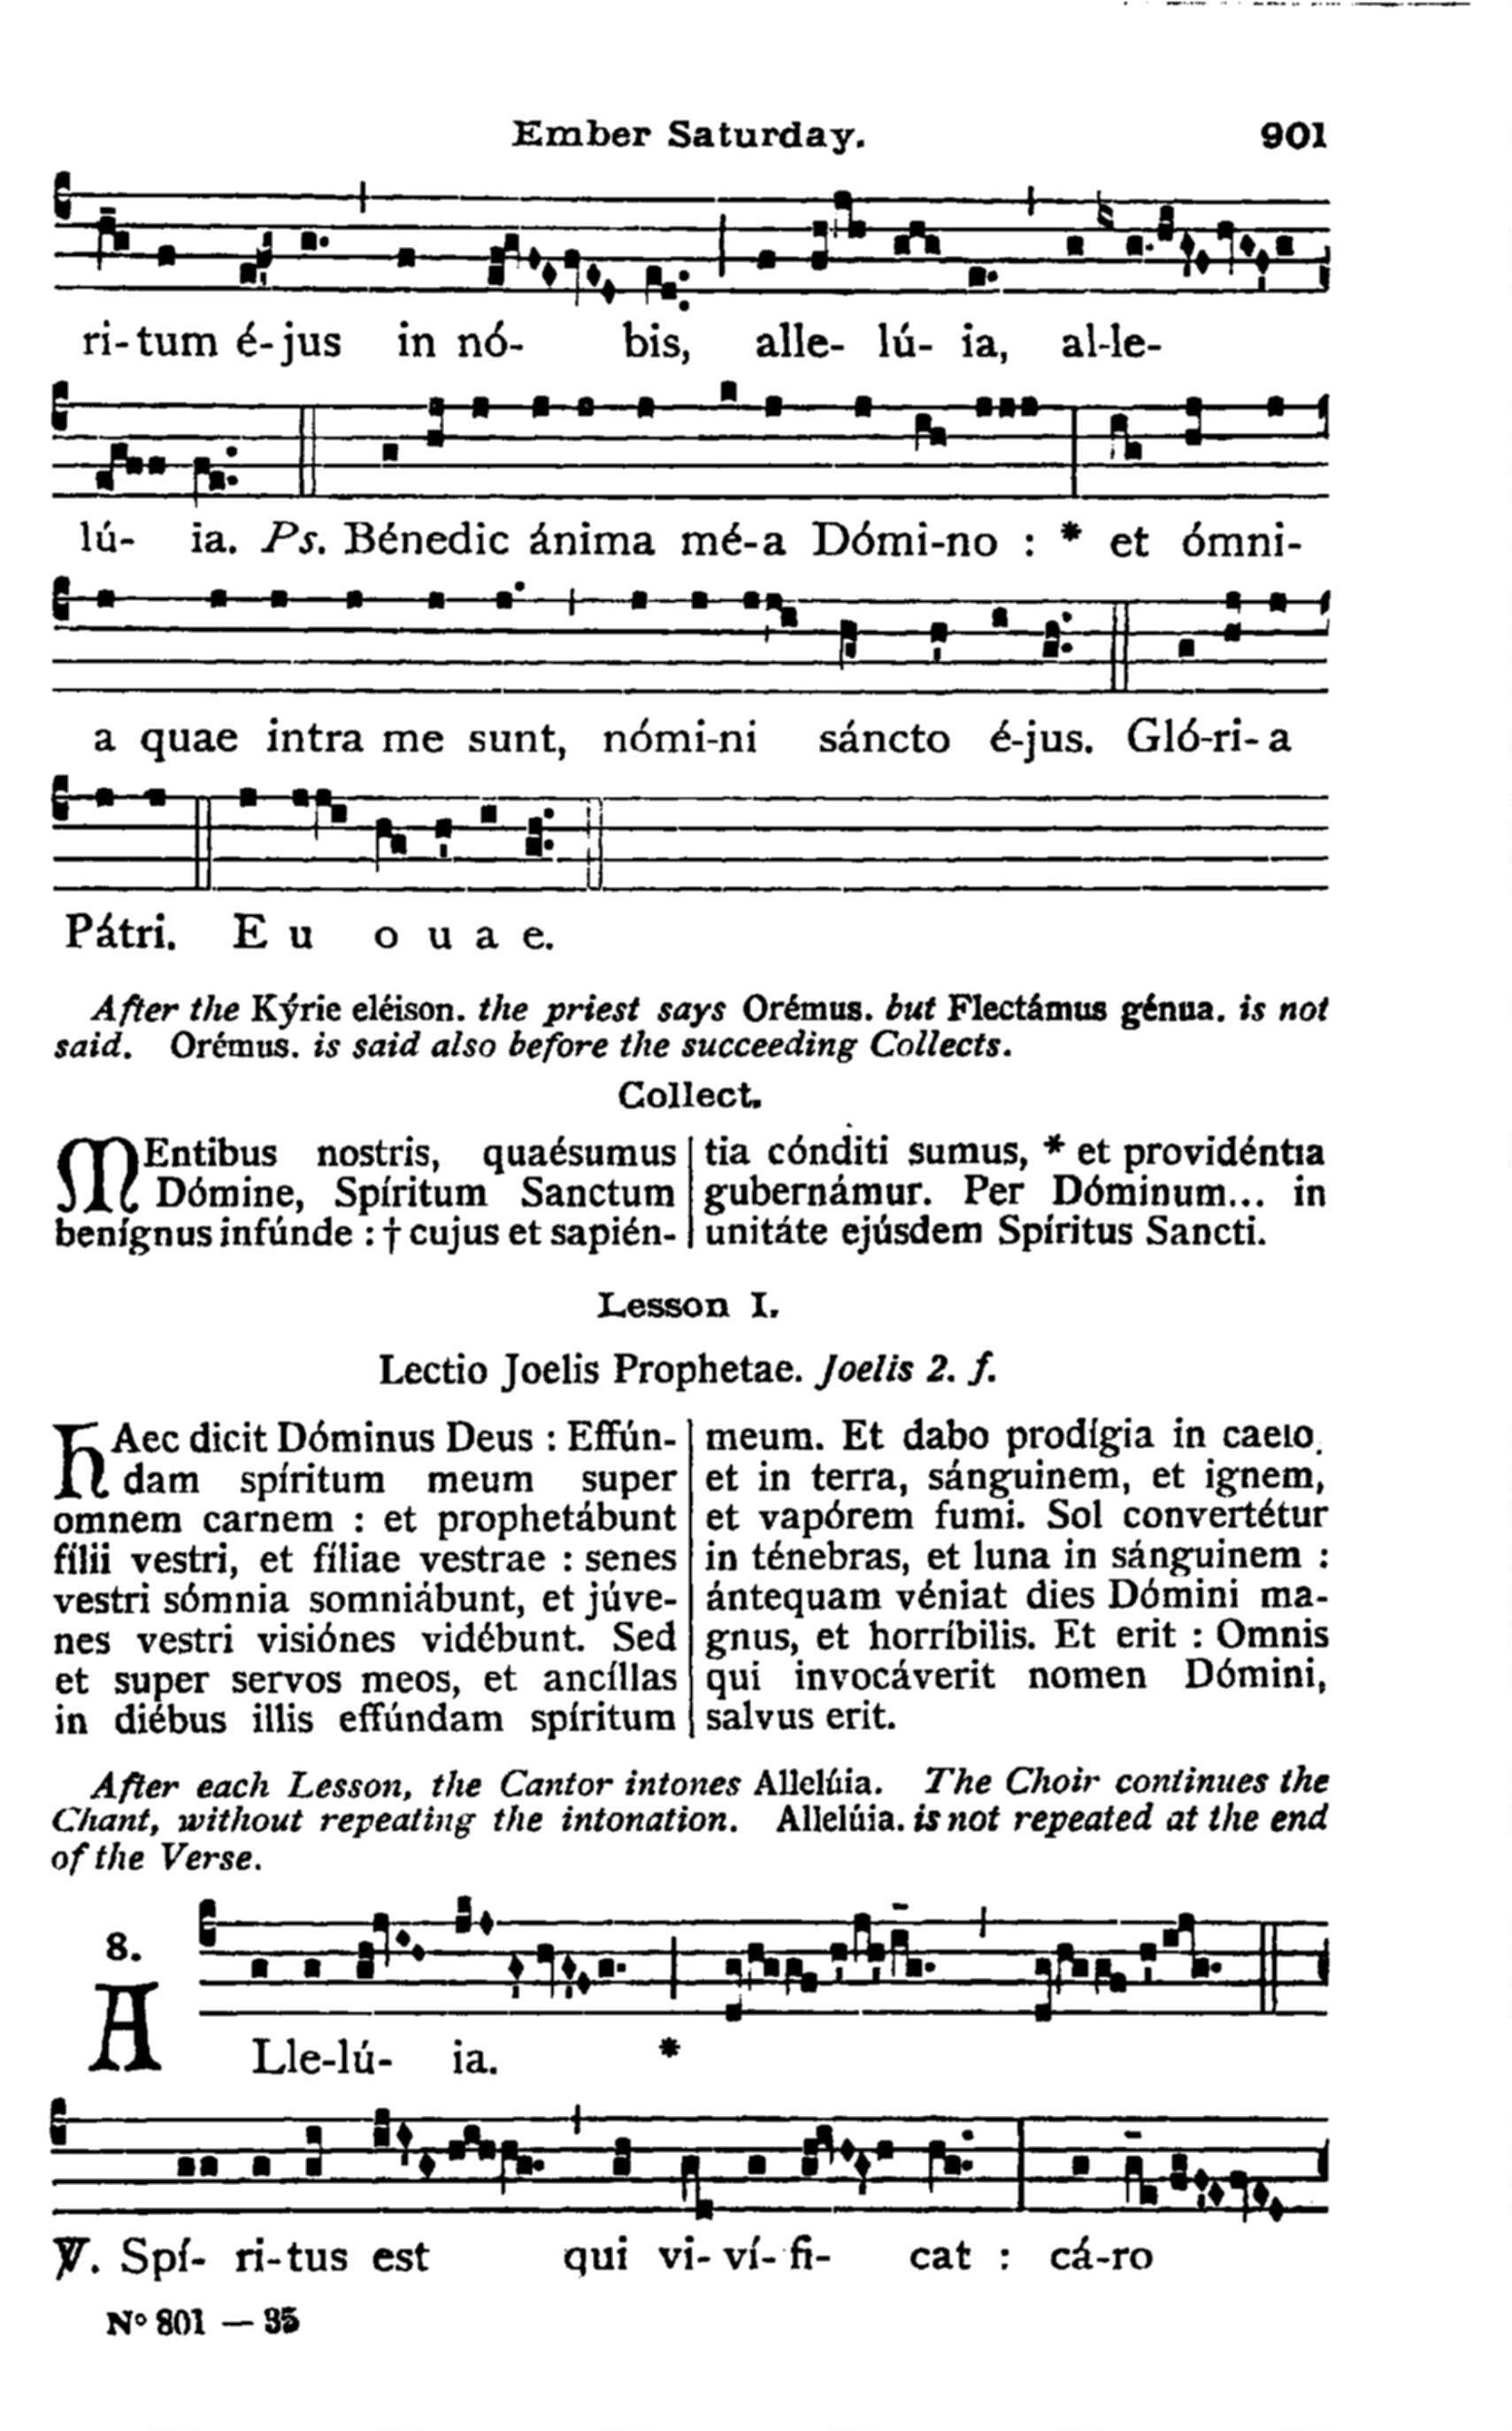 Ember Saturday. 901
ri-tum é-jus in nó- bis, alle- lú- ia, al-le-
lú- ia. Ps. Bénedic ánima mé-a Dómi-no : * et ómni-
a quae intra me sunt, nómi-ni sáncto é-jus. Gló-ri-a
Pátri. E u o u a e.
After the Kýrie eléison. the priest says Orémus. but Flectámus génua. is not
said. Orémus. is said also before the succeeding Collects.
Collect.
MEntibus nostris, quaésumus
Dómine, Spíritum Sanctum
benígnus infúnde : † cujus et sapién-
tia cónditi sumus, * et providéntia
gubernámur. Per Dóminum... in
unitáte ejúsdem Spíritus Sancti.
Lesson I.
Lectio Joelis Prophetae. Joelis 2. f.
HAec dicit Dóminus Deus : Effún-
dam spíritum meum super
omnem carnem : et prophetábunt
fílii vestri, et fíliae vestrae : senes
vestri sómnia somniábunt, et júve-
nes vestri visiónes vidébunt. Sed
et super servos meos, et ancíllas
in diébus illis effúndam spíritum
meum. Et dabo prodígia in caelo
et in terra, sánguinem, et ignem,
et vapórem fumi. Sol convertétur
in ténebras, et luna in sánguinem :
ántequam véniat dies Dómini ma-
gnus, et horríbilis. Et erit : Omnis
qui invocáverit nomen Dómini,
salvus erit.
After each Lesson, the Cantor intones Allelúia. The Choir continues the
Chant, without repeating the intonation. Allelúia. is not repeated at the end
of the Verse.
8.
ALle-lú- ia. *
℣. Spí- ri-tus est qui vi- ví- fi- cat : cá-ro
Nº 801 — 35